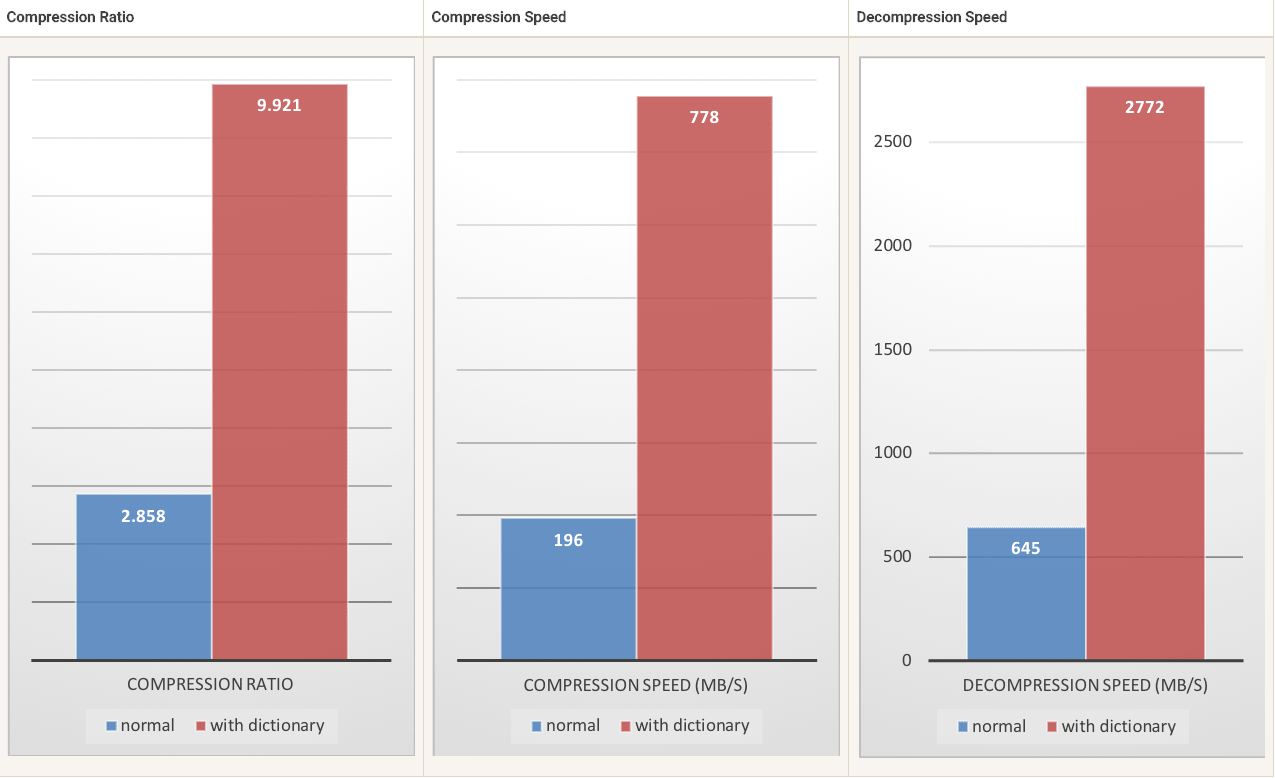 Compression Ratio
Compression Speed
Decompression Speed
9.921
2.858
COMPRESSION RATIO
normal with dictionary
778
196
COMPRESSION SPEED (MB/S)
normal with dictionary
2772
2500
2000
1500
1000
645
500
0
DECOMPRESSION SPEED (MB/S)
normal with dictionary